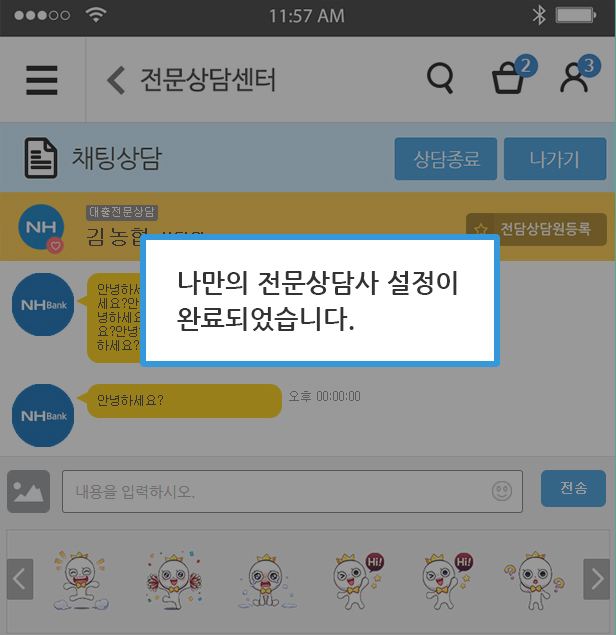 11:57 AM
전문상담센터
2
3
채팅상담
상담종료
나가기
NH
대출전문상담
김농협
전담상담원등록
나만의 전문상담사 설정이
완료되었습니다.
NH Bank
안녕하세
세요?안
녕하세요
요?안녕
하세요?
NH Bank
안녕하세요?
오후 00:00:00
내용을 입력하시오.
전송
Hi!
Hi!